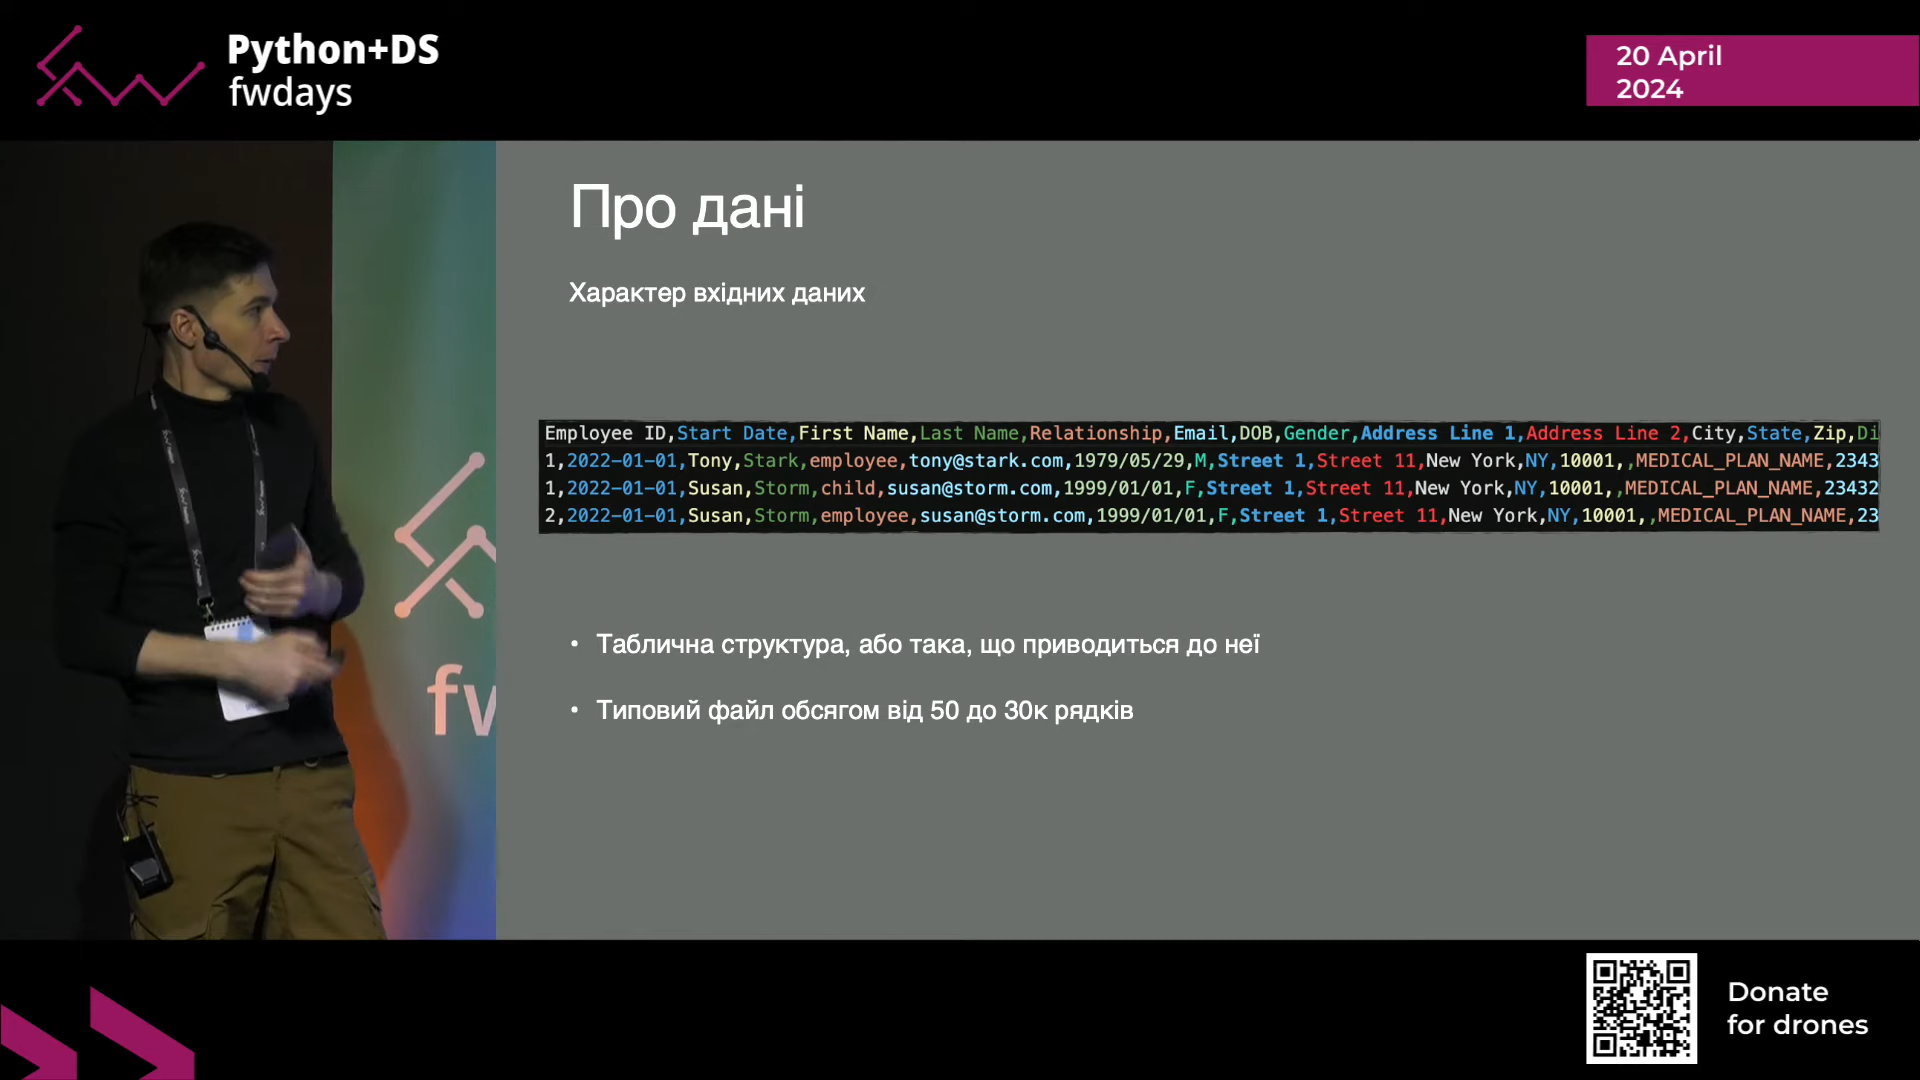 Python+DS
fwdays
20 April
2024
Про дані
Характер вхідних даних
Employee ID,Start Date,First Name,Last Name,Relationship,Email,DOB,Gender,Address Line 1,Address Line 2,City,State,Zip,Di
1,2022-01-01,Tony,Stark,employee,tony@stark.com,1979/05/29,M,Street 1,Street 11,New York,NY,10001,,MEDICAL_PLAN_NAME,2343
1,2022-01-01,Susan,Storm,child,susan@storm.com,1999/01/01,F,Street 1,Street 11,New York,NY,10001,,MEDICAL_PLAN_NAME,23432
2,2022-01-01,Susan,Storm,employee,susan@storm.com,1999/01/01,F,Street 1,Street 11,New York,NY,10001,,MEDICAL_PLAN_NAME,23
• Таблична структура, або така, що приводиться до неї
• Типовий файл обсягом від 50 до 30к рядків
fw
Donate
for drones